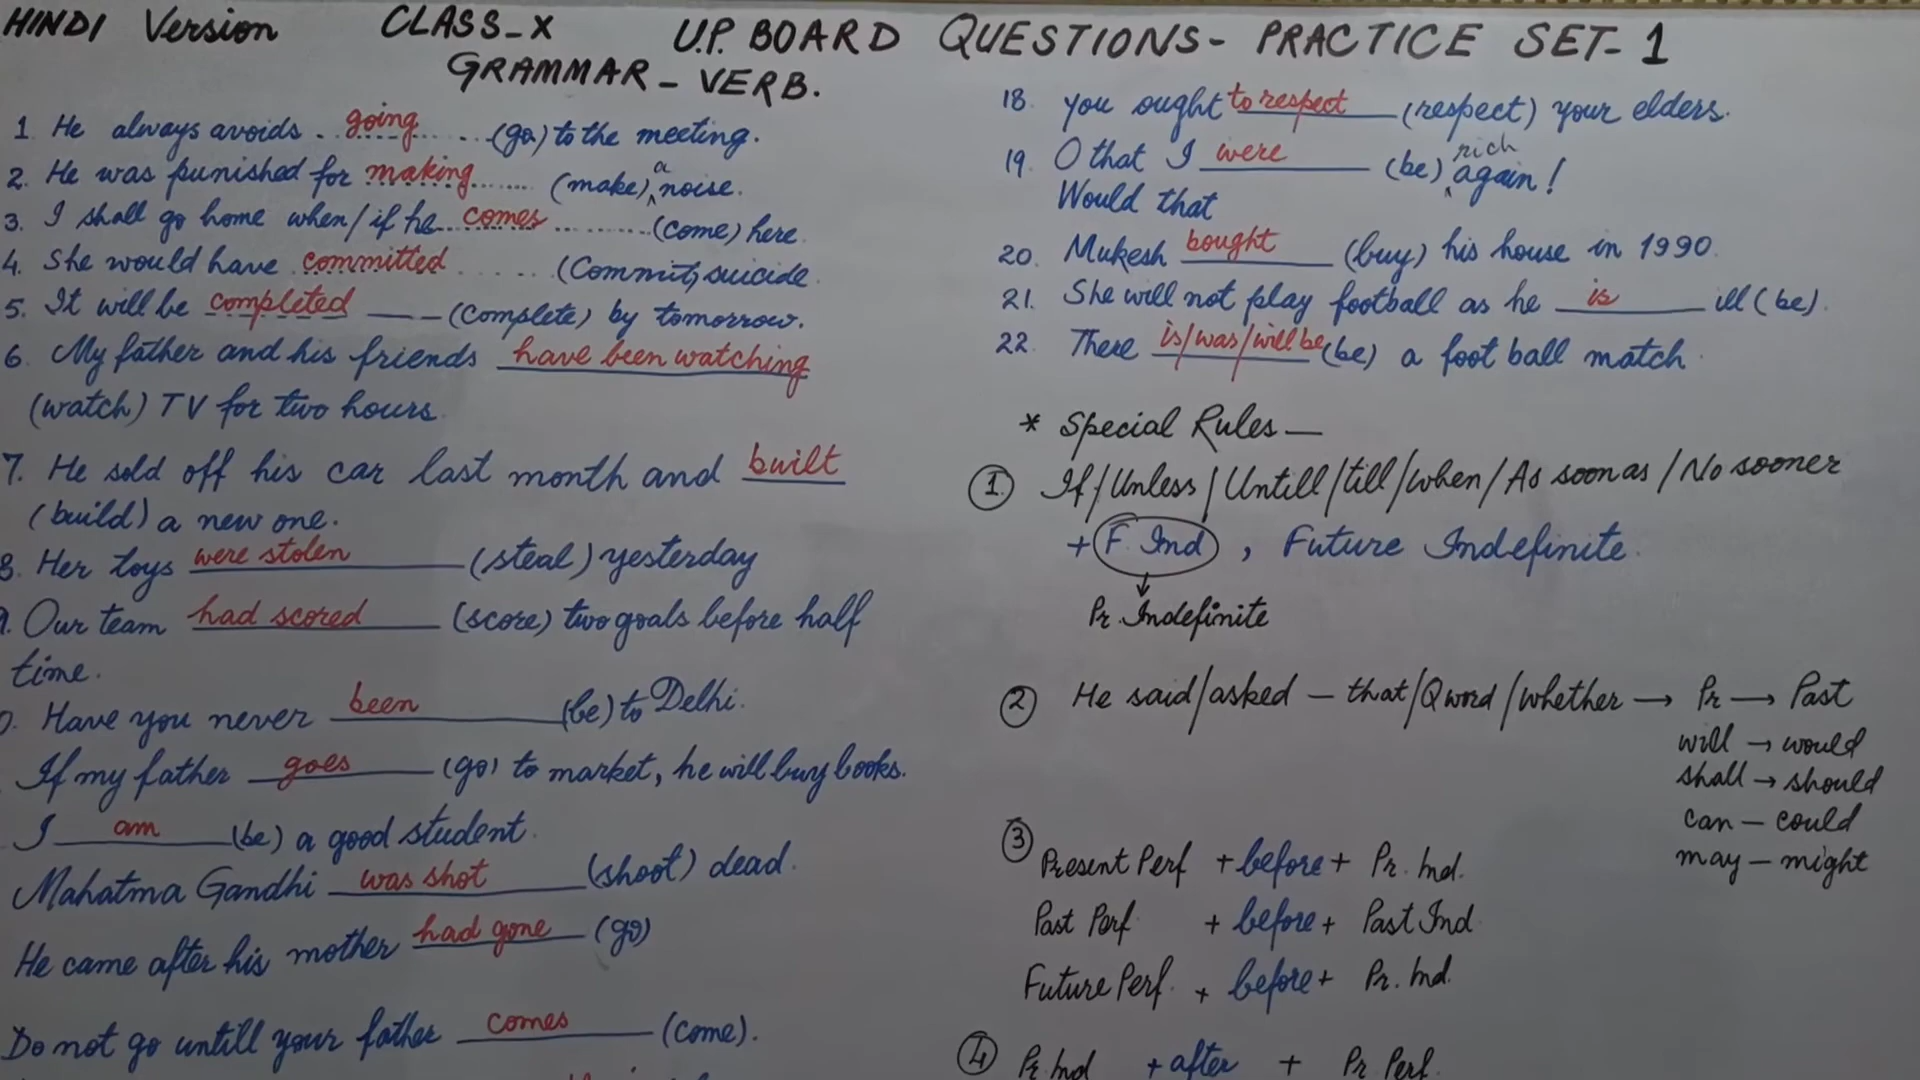 HINDI Version CLASS-X U.P. BOARD QUESTIONS- PRACTICE SET-1
GRAMMAR - VERB.
1. He always avoids going (go) to the meeting.
2. He was punished for making (make) a noise.
3. I shall go home when/if he comes (come) here
4. She would have committed (Commit) suicide
5. It will be completed (Complete) by tomorrow.
6. My father and his friends have been watching
(watch) TV for two hours.
7. He sold off his car last month and built
(build) a new one.
8. Her toys were stolen (steal) yesterday
9. Our team had scored (score) two goals before half
time.
0. Have you never been (be) to Delhi.
If my father goes (go) to market, he will buy books.
I am (be) a good student.
Mahatma Gandhi was shot (shoot) dead.
He came after his mother had gone (go)
Do not go untill your father comes (come).
18. You ought to respect (respect) your elders.
19. O that I were (be) rich again!
Would that
20. Mukesh bought (buy) his house in 1990.
21. She will not play football as he is ill (be).
22. There is/was/will be (be) a foot ball match.
* Special Rules —
1. If/Unless/Untill/till/when/As soon as/No sooner
+ F. Ind, Future Indefinite.
↓
Pr. Indefinite
2 He said/asked — that/Qword/whether → Pr → Past
will → would
shall → should
can — could
may — might
3 Present Perf + before + Pr. Ind.
Past Perf + before + Past Ind
Future Perf. + before + Pr. Ind.
4 Pr. Ind + after + Pr Perf.